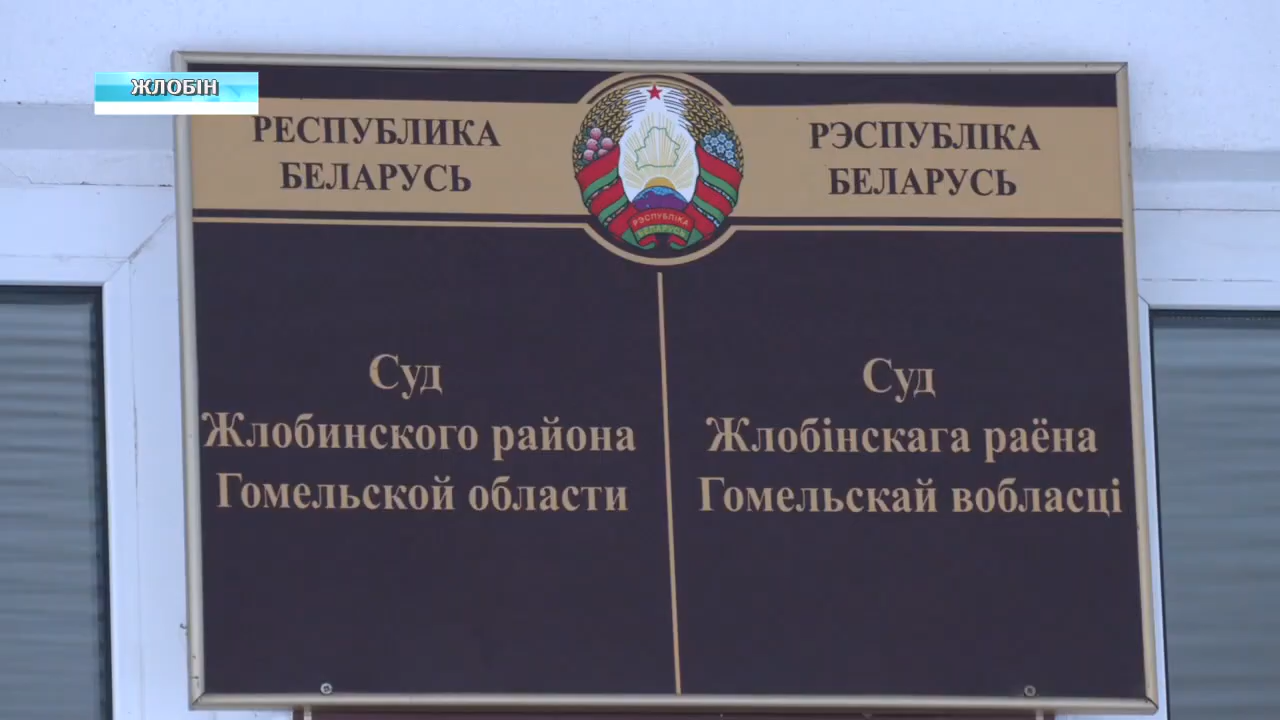 ЖЛОБІН
РЕСПУБЛИКА
БЕЛАРУСЬ
РЭСПУБЛІКА
БЕЛАРУСЬ
РЭСПУБЛІКА
БЕЛАРУСЬ
Суд
Жлобинского района
Гомельской области
Суд
Жлобінскага раёна
Гомельскай вобласці